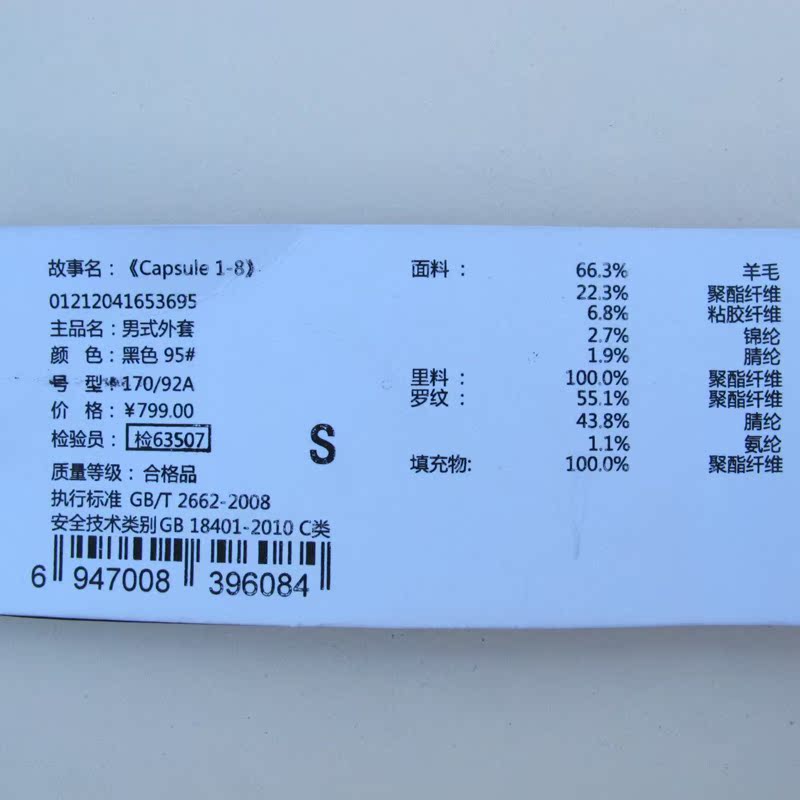 故事名：《Capsule 1-8》
01212041653695
主品名：男式外套
颜 色：黑色 95#
号 型：170/92A
价 格：¥799.00
检验员：检63507
S
质量等级：合格品
执行标准 GB/T 2662-2008
安全技术类别GB 18401-2010 C类
6 947008 396084
面料： 66.3% 羊毛
22.3% 聚酯纤维
6.8% 粘胶纤维
2.7% 锦纶
1.9% 腈纶
里料： 100.0% 聚酯纤维
罗纹： 55.1% 聚酯纤维
43.8% 腈纶
1.1% 氨纶
填充物: 100.0% 聚酯纤维